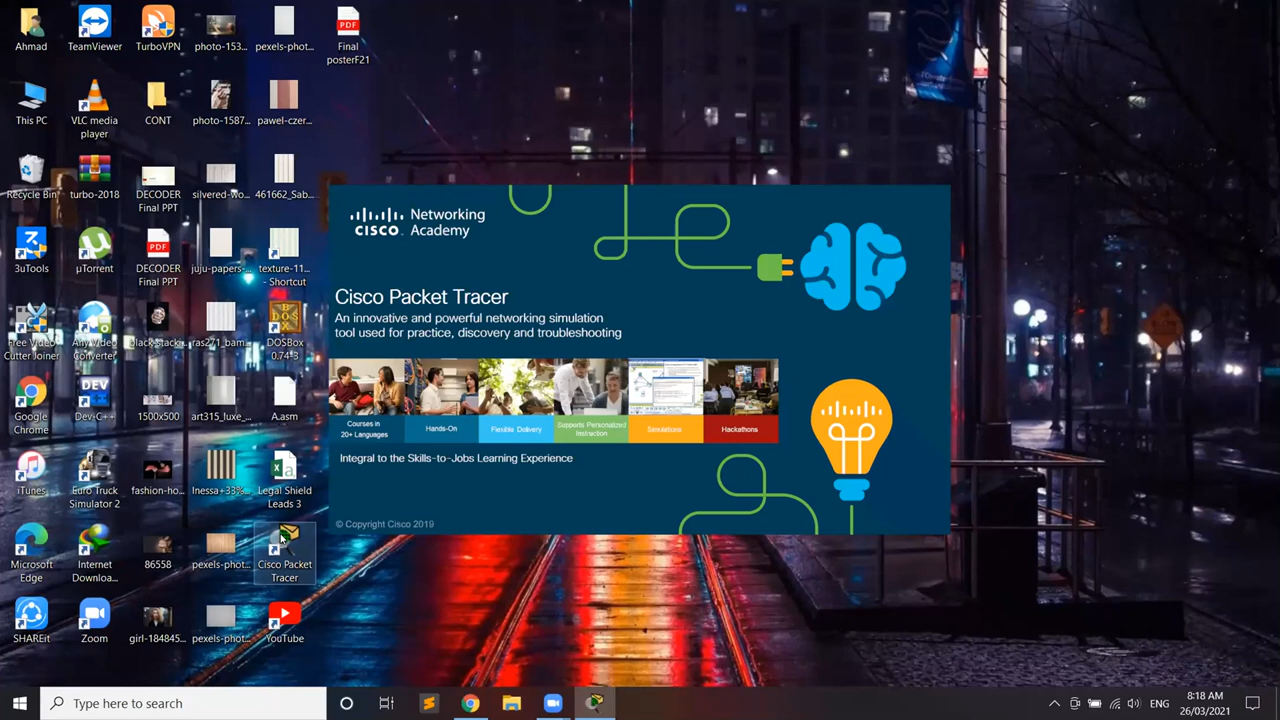 Ahmad
TeamViewer
TurboVPN
photo-153...
pexels-phot...
PDF
Final
posterF21
This PC
VLC media
player
CONT
photo-1587...
pawel-czer...
Recycle Bin
turbo-2018
DECODER
Final PPT
silvered-wo...
461662_Sab...
3uTools
µTorrent
PDF
DECODER
Final PDF
juju-papers-...
texture-11...
- Shortcut
Free Video
Cutter Joiner
Any Video
Converter
black_stack...
ras271_bam...
DOSBox
0.74-3
Google
Chrome
DEV
C++
Dev-C++
1500x500
art315_luxe_...
A.asm
iTunes
Euro Truck
Simulator 2
fashion-ho...
Inessa+33%...
Legal Shield
Leads 3
Microsoft
Edge
Internet
Downloa...
86558
pexels-phot...
Cisco Packet
Tracer
SHAREit
Zoom
girl-184845...
pexels-phot...
YouTube
CISCO Networking
Academy
Cisco Packet Tracer
An innovative and powerful networking simulation
tool used for practice, discovery and troubleshooting
Courses in
20+ Languages
Hands-On
Flexible Delivery
Supports Personalized
Instruction
Simulations
Hackathons
Integral to the Skills-to-Jobs Learning Experience
© Copyright Cisco 2019
Type here to search
ENG
8:18 AM
26/03/2021